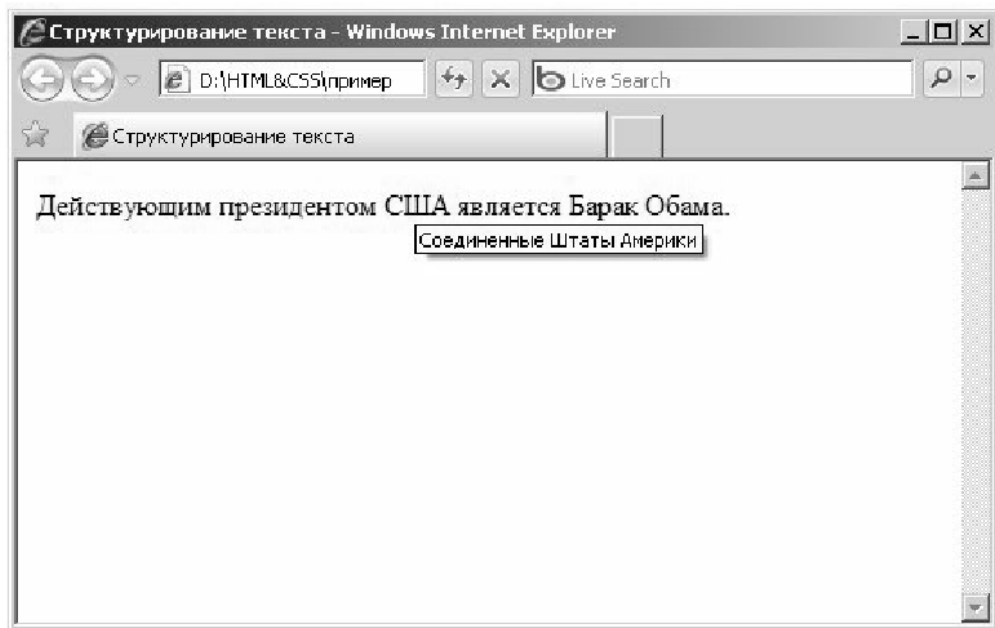 Структурирование текста - Windows Internet Explorer
D:\HTML&CSS\пример
Live Search
Структурирование текста
Действующим президентом США является Барак Обама.
Соединенные Штаты Америки